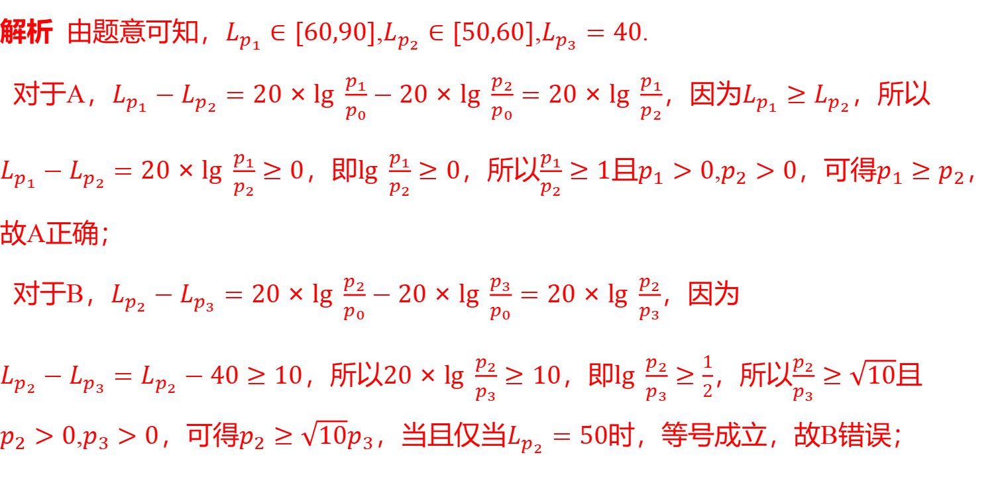 解析 由题意可知，$L_{p_1} \in [60,90], L_{p_2} \in [50,60], L_{p_3} = 40.$
对于A，$L_{p_1} - L_{p_2} = 20 \times \lg \frac{p_1}{p_0} - 20 \times \lg \frac{p_2}{p_0} = 20 \times \lg \frac{p_1}{p_2}$，因为$L_{p_1} \geq L_{p_2}$，所以
$L_{p_1} - L_{p_2} = 20 \times \lg \frac{p_1}{p_2} \geq 0$，即$\lg \frac{p_1}{p_2} \geq 0$，所以$\frac{p_1}{p_2} \geq 1$且$p_1 > 0, p_2 > 0$，可得$p_1 \geq p_2$，
故A正确；
对于B，$L_{p_2} - L_{p_3} = 20 \times \lg \frac{p_2}{p_0} - 20 \times \lg \frac{p_3}{p_0} = 20 \times \lg \frac{p_2}{p_3}$，因为
$L_{p_2} - L_{p_3} = L_{p_2} - 40 \geq 10$，所以$20 \times \lg \frac{p_2}{p_3} \geq 10$，即$\lg \frac{p_2}{p_3} \geq \frac{1}{2}$，所以$\frac{p_2}{p_3} \geq \sqrt{10}$且
$p_2 > 0, p_3 > 0$，可得$p_2 \geq \sqrt{10}p_3$，当且仅当$L_{p_2} = 50$时，等号成立，故B错误；